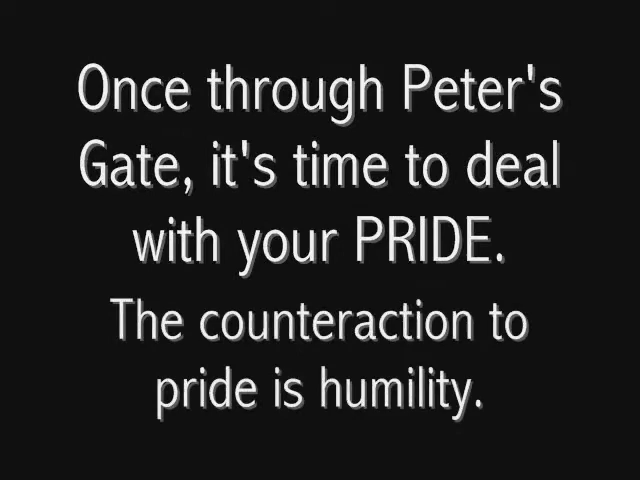 Once through Peter's
Gate, it's time to deal
with your PRIDE.
The counteraction to
pride is humility.